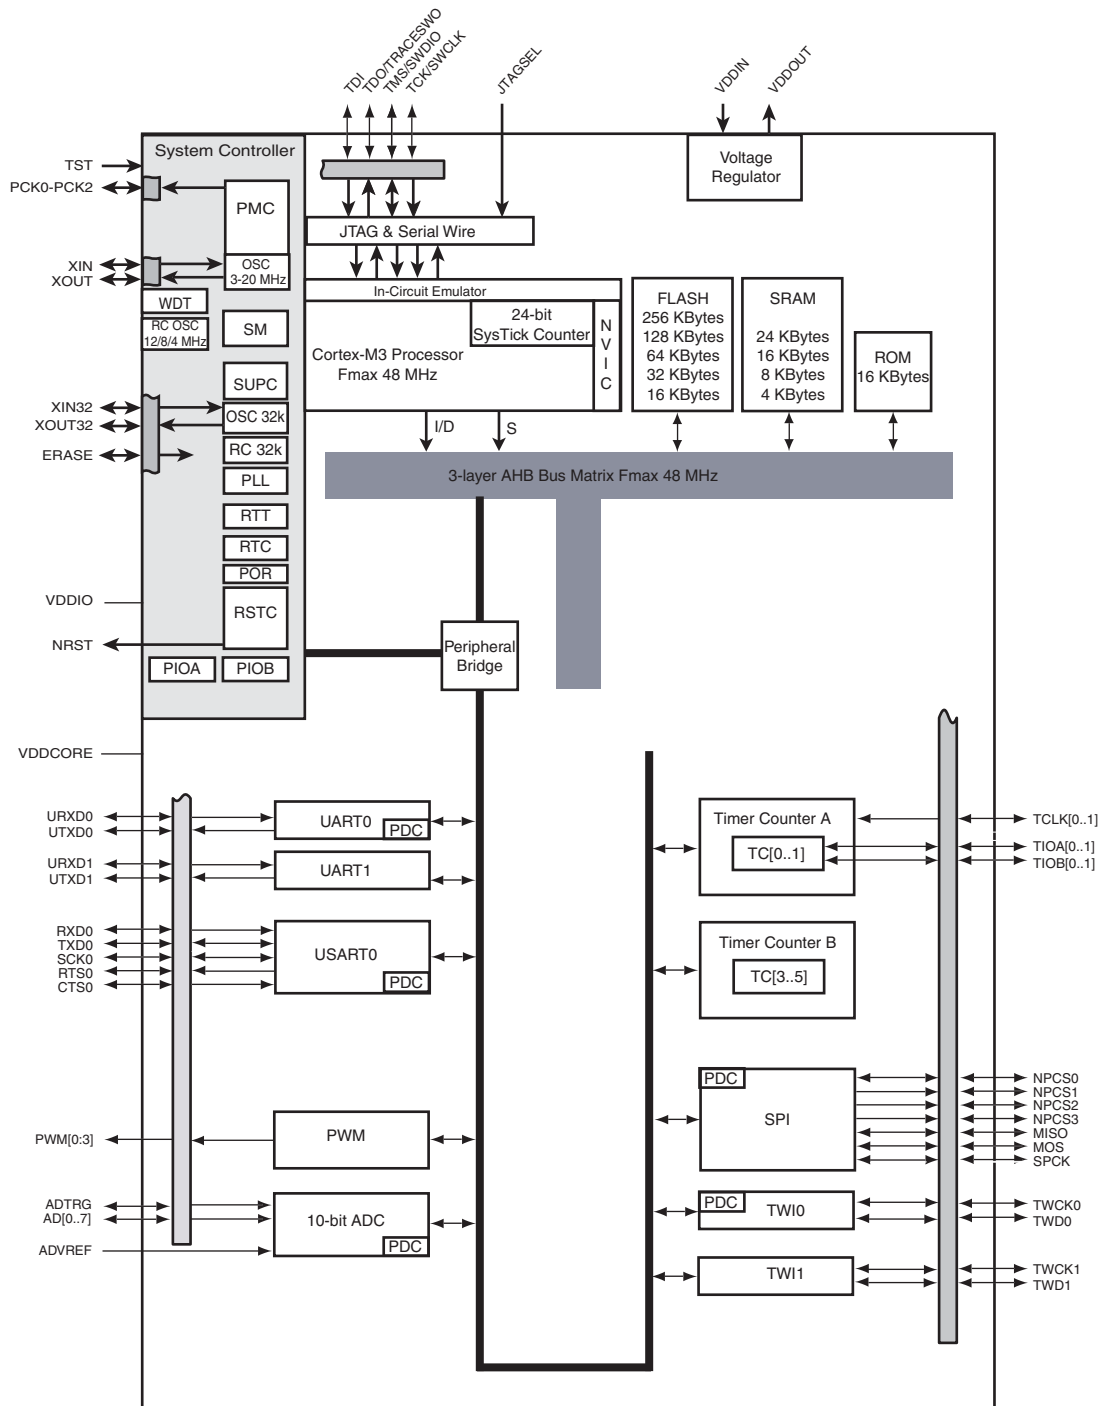 TDI
TDO/TRACESWO
TMS/SWDIO
TCK/SWCLK
JTAGSEL
VDDIN
VDDOUT
System Controller
Voltage
Regulator
TST
PCK0-PCK2
PMC
JTAG & Serial Wire
XIN
XOUT
OSC
3-20 MHz
In-Circuit Emulator
WDT
RC OSC
12/8/4 MHz
SM
24-bit
SysTick Counter
N
V
I
C
Cortex-M3 Processor
Fmax 48 MHz
FLASH
256 KBytes
128 KBytes
64 KBytes
32 KBytes
16 KBytes
SRAM
24 KBytes
16 KBytes
8 KBytes
4 KBytes
ROM
16 KBytes
SUPC
XIN32
XOUT32
OSC 32k
I/D
S
ERASE
RC 32k
3-layer AHB Bus Matrix Fmax 48 MHz
PLL
RTT
RTC
POR
VDDIO
RSTC
NRST
Peripheral
Bridge
PIOA
PIOB
VDDCORE
URXD0
UTXD0
UART0
PDC
URXD1
UTXD1
UART1
RXD0
TXD0
SCK0
RTS0
CTS0
USART0
PDC
PWM[0:3]
PWM
ADTRG
AD[0..7]
ADVREF
10-bit ADC
PDC
Timer Counter A
TC[0..1]
TCLK[0..1]
TIOA[0..1]
TIOB[0..1]
Timer Counter B
TC[3..5]
PDC
SPI
NPCS0
NPCS1
NPCS2
NPCS3
MISO
MOS
SPCK
PDC
TWI0
TWCK0
TWD0
TWI1
TWCK1
TWD1